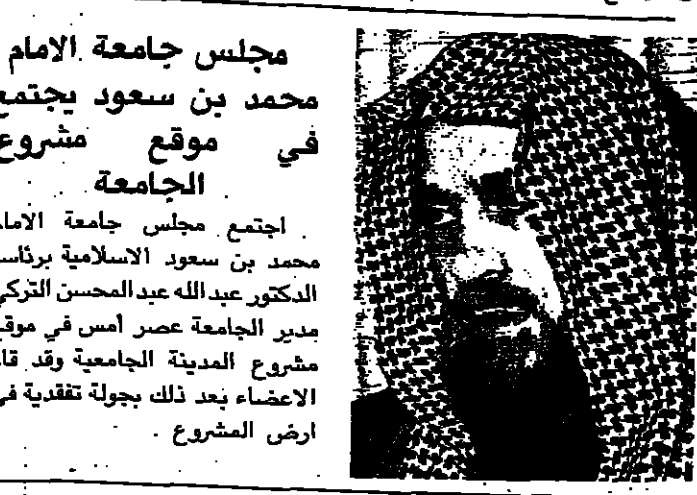 مجلس جامعة الامام
محمد بن سعود يجتمع
في موقع مشروع
الجامعة
اجتمع مجلس جامعة الامام
محمد بن سعود الاسلامية برئاسة
الدكتور عبدالله عبدالمحسن التركي
مدير الجامعة عصر أمس في موقع
مشروع المدينة الجامعية وقد قام
الاعضاء بعد ذلك بجولة تفقدية في
ارض المشروع .